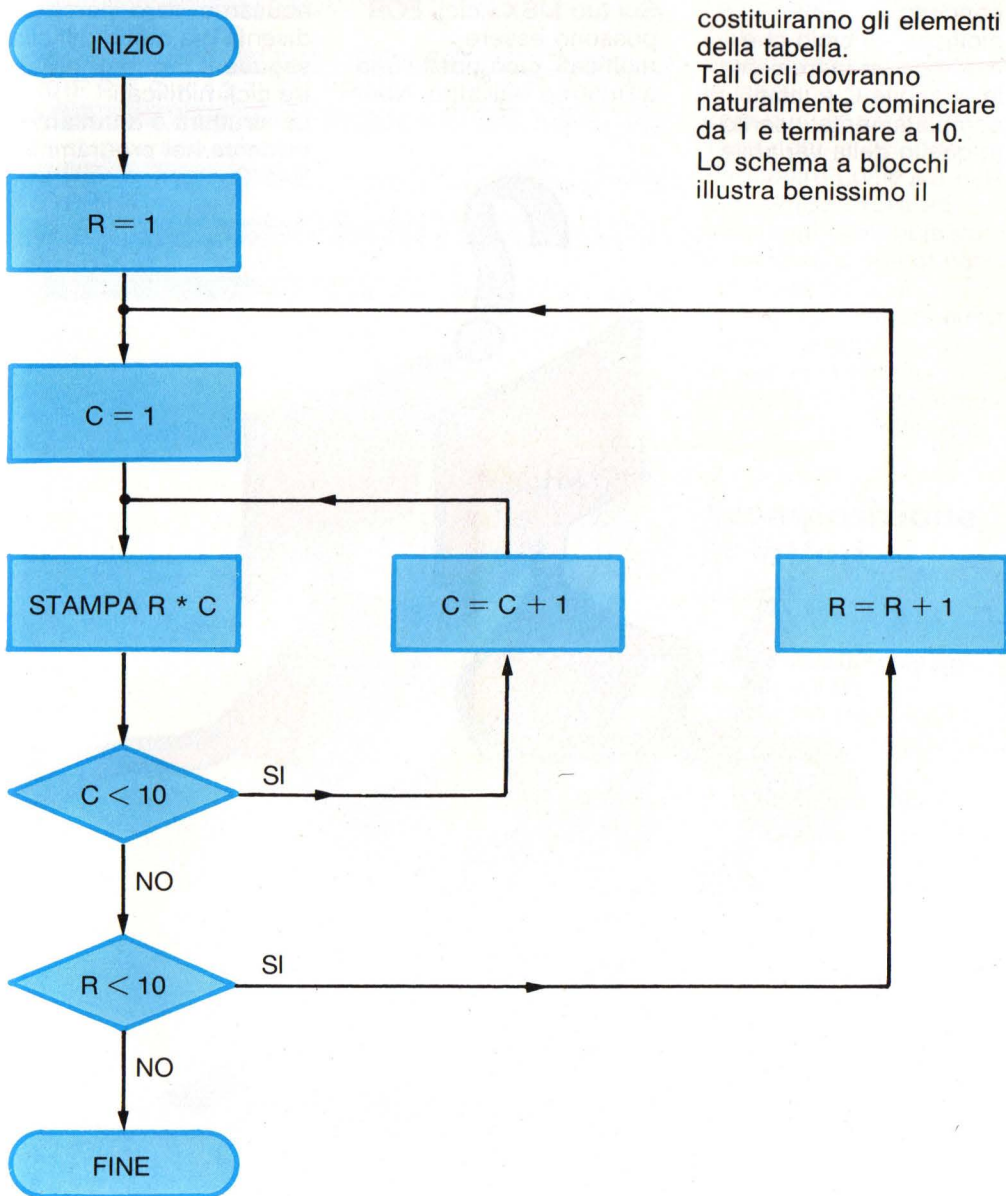 costituiranno gli elementi
della tabella.
Tali cicli dovranno
naturalmente cominciare
da 1 e terminare a 10.
Lo schema a blocchi
illustra benissimo il
INIZIO
R = 1
C = 1
STAMPA R * C
C = C + 1
R = R + 1
C < 10
SI
NO
R < 10
SI
NO
FINE